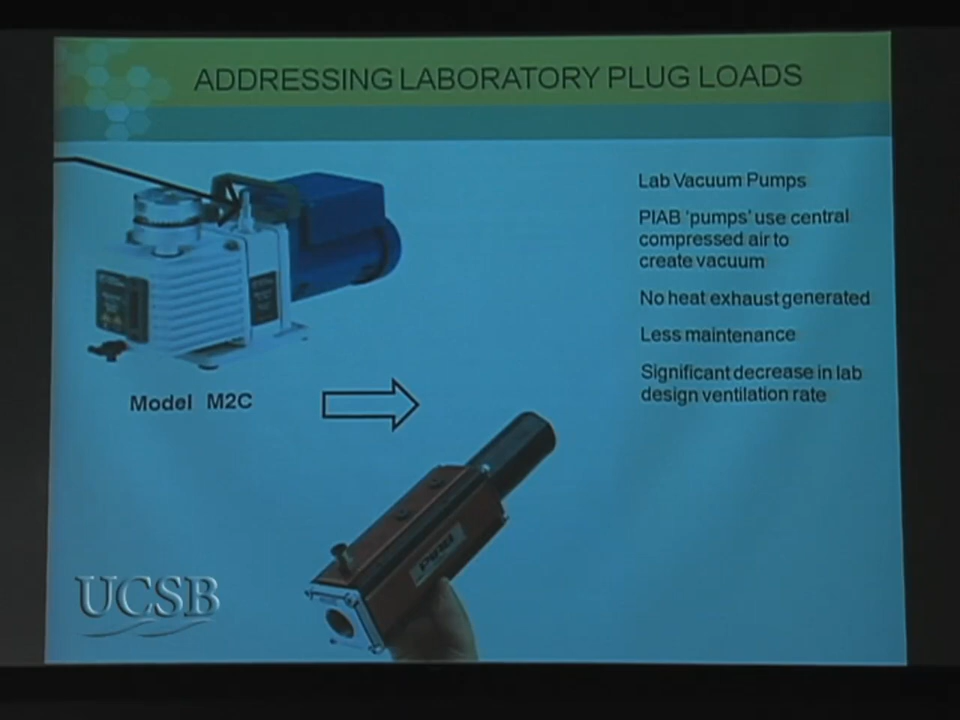 ADDRESSING LABORATORY PLUG LOADS
Lab Vacuum Pumps
PIAB 'pumps' use central
compressed air to
create vacuum
No heat exhaust generated
Less maintenance
Significant decrease in lab
design ventilation rate
Model M2C
PIAB
UCSB